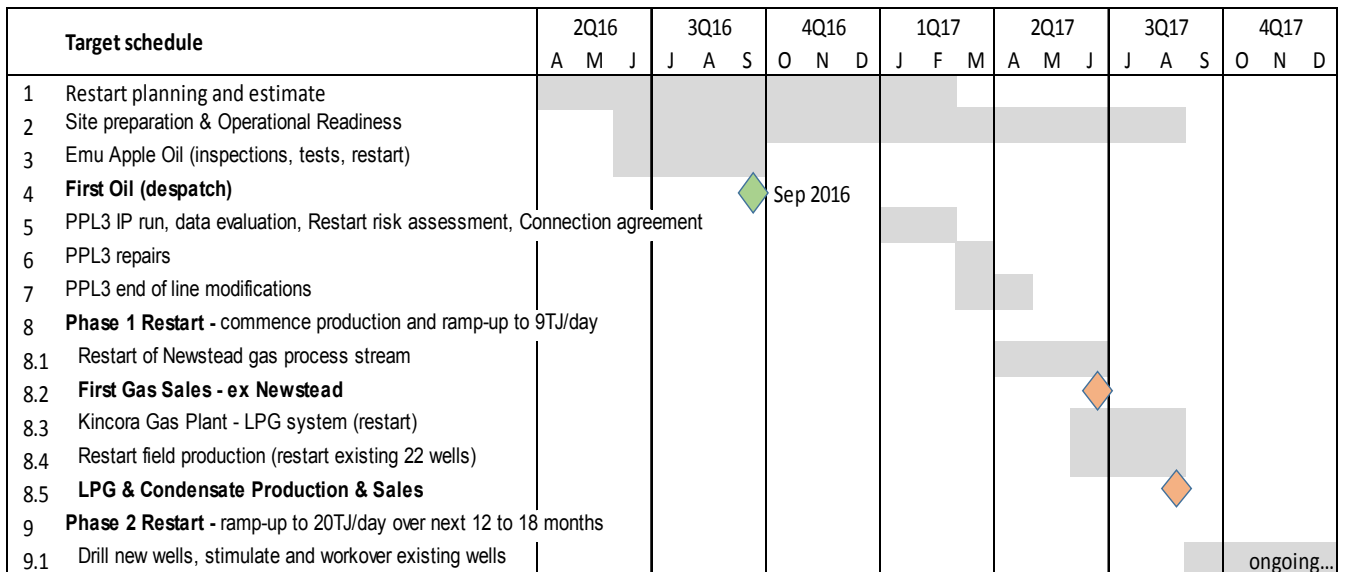 Target schedule 2Q16 3Q16 4Q16 1Q17 2Q17 3Q17 4Q17
A M J J A S O N D J F M A M J J A S O N D
1 Restart planning and estimate
2 Site preparation & Operational Readiness
3 Emu Apple Oil (inspections, tests, restart)
4 First Oil (despatch) Sep 2016
5 PPL3 IP run, data evaluation, Restart risk assessment, Connection agreement
6 PPL3 repairs
7 PPL3 end of line modifications
8 Phase 1 Restart - commence production and ramp-up to 9TJ/day
8.1 Restart of Newstead gas process stream
8.2 First Gas Sales - ex Newstead
8.3 Kincora Gas Plant - LPG system (restart)
8.4 Restart field production (restart existing 22 wells)
8.5 LPG & Condensate Production & Sales
9 Phase 2 Restart - ramp-up to 20TJ/day over next 12 to 18 months
9.1 Drill new wells, stimulate and workover existing wells ongoing...